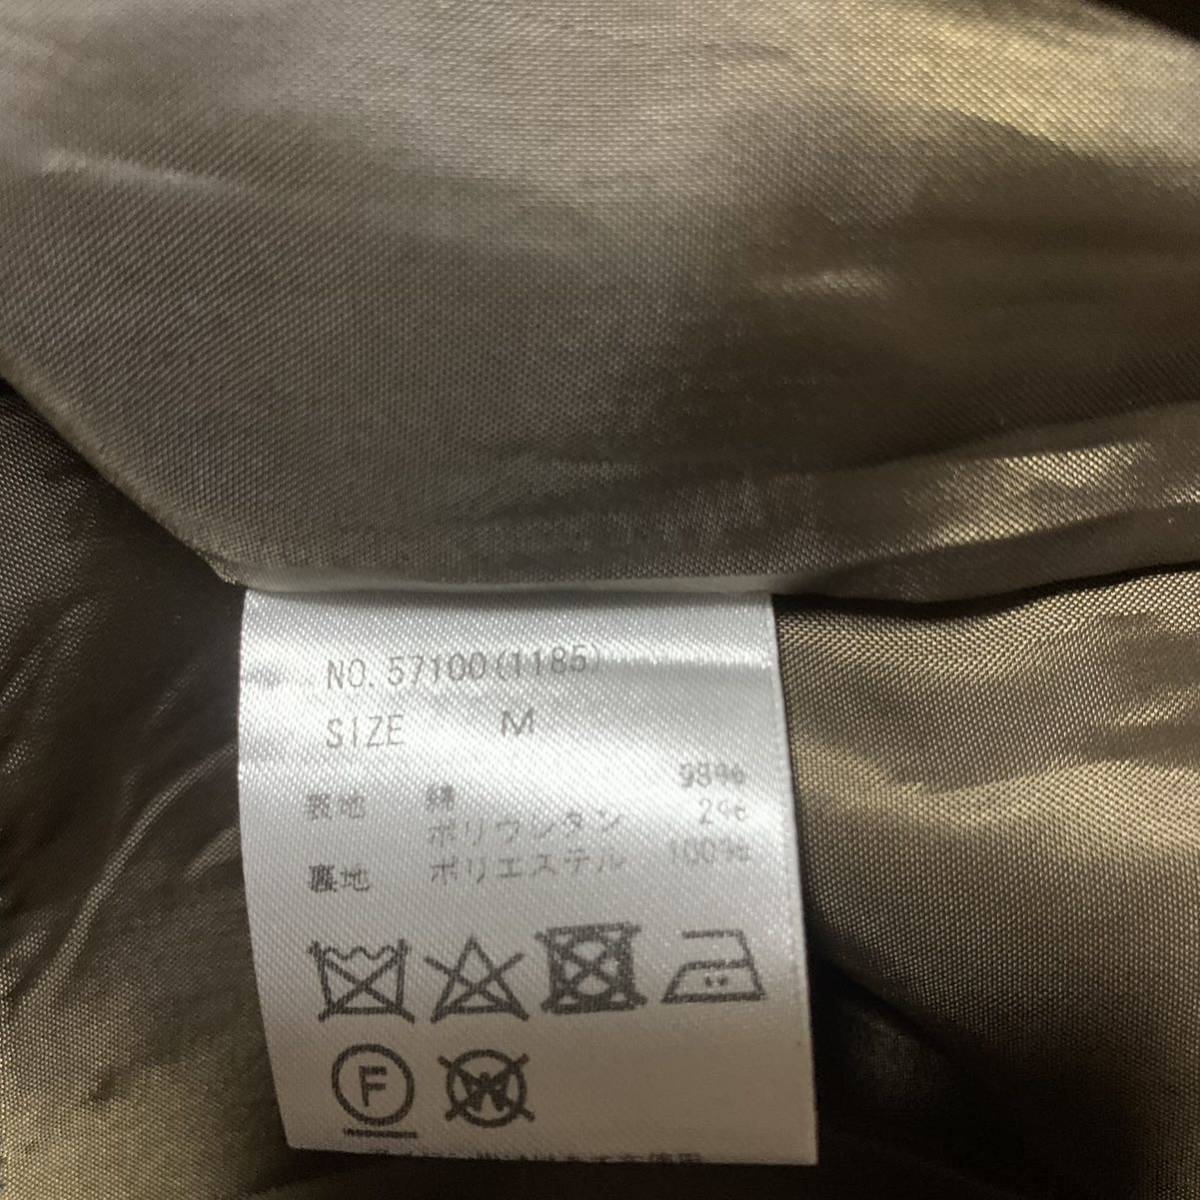 NO. 57100(1185)
SIZE M
表地 綿 98%
ポリウレタン 2%
裏地 ポリエステル 100%
F
W